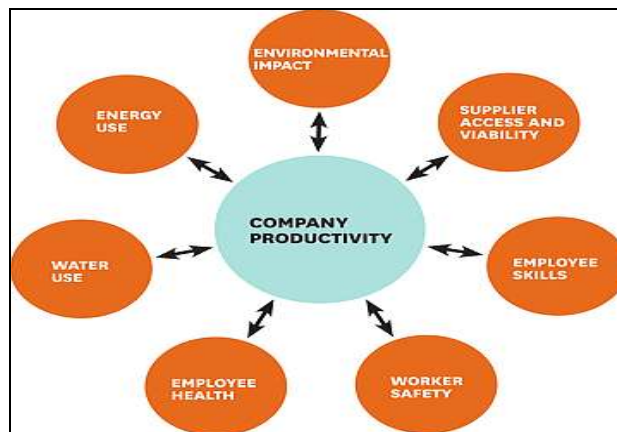 ENVIRONMENTAL
IMPACT
SUPPLIER
ACCESS AND
VIABILITY
EMPLOYEE
SKILLS
WORKER
SAFETY
EMPLOYEE
HEALTH
WATER
USE
ENERGY
USE
COMPANY
PRODUCTIVITY